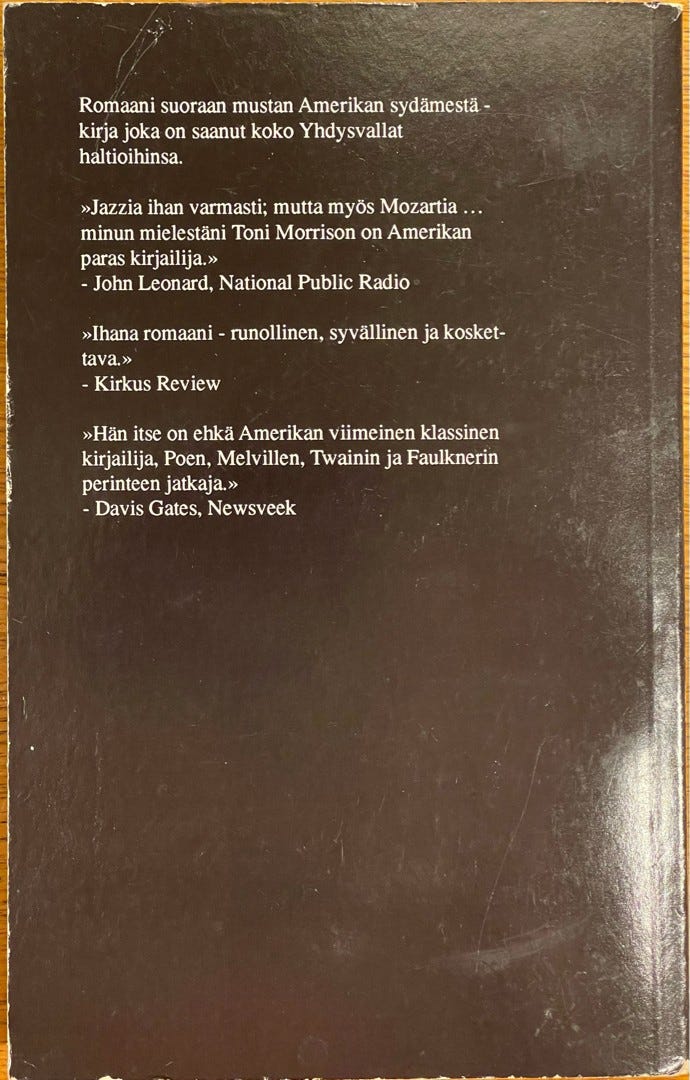 Romaani suoraan mustan Amerikan sydämestä -
kirja joka on saanut koko Yhdysvallat
haltioihinsa.
»Jazzia ihan varmasti; mutta myös Mozartia ...
minun mielestäni Toni Morrison on Amerikan
paras kirjailija.»
- John Leonard, National Public Radio
»Ihana romaani - runollinen, syvällinen ja kosket-
tava.»
- Kirkus Review
»Hän itse on ehkä Amerikan viimeinen klassinen
kirjailija, Poen, Melvillen, Twainin ja Faulknerin
perinteen jatkaja.»
- Davis Gates, Newsveek